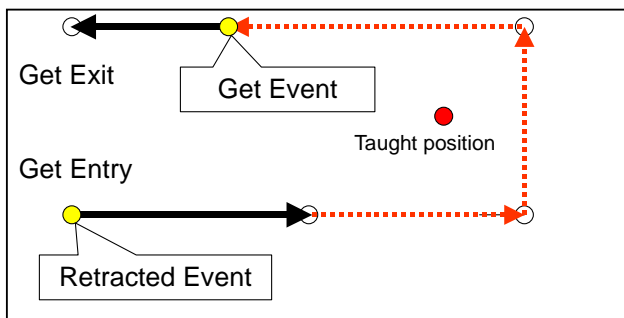 Get Exit
Get Event
Taught position
Get Entry
Retracted Event